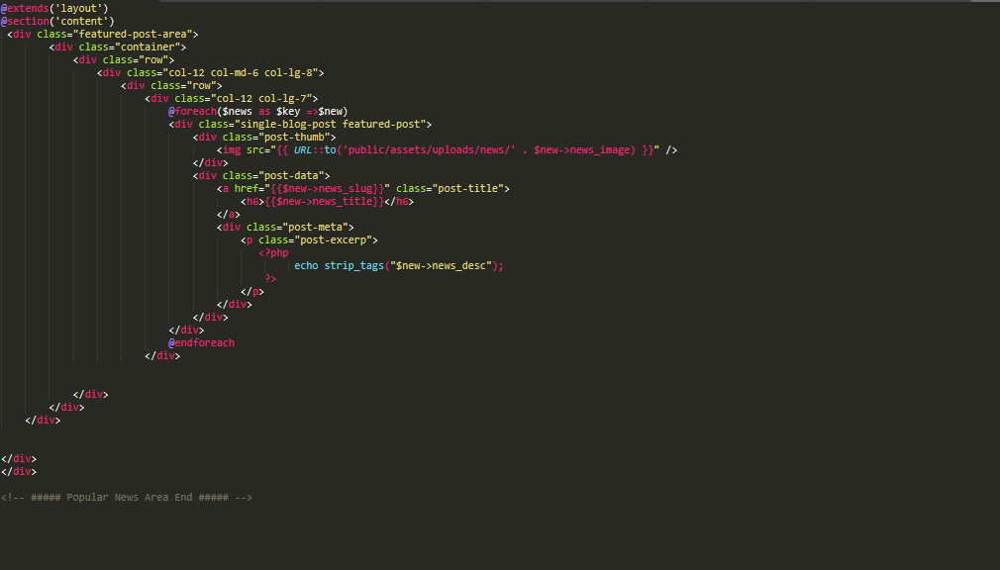 @extends('layout')
@section('content')
<div class="featured-post-area">
<div class="container">
<div class="row">
<div class="col-12 col-md-6 col-lg-8">
<div class="row">
<div class="col-12 col-lg-7">
@foreach($news as $key =>$new)
<div class="single-blog-post featured-post">
<div class="post-thumb">
<img src="{{ URL::to('public/assets/uploads/news/' . $new->news_image) }}" />
</div>
<div class="post-data">
<a href="{{$new->news_slug}}" class="post-title">
<h6>{{$new->news_title}}</h6>
</a>
<div class="post-meta">
<p class="post-excerp">
<?php
echo strip_tags("$new->news_desc");
?>
</p>
</div>
</div>
</div>
@endforeach
</div>
</div>
</div>
</div>
</div>
</div>
<!-- ##### Popular News Area End ##### -->